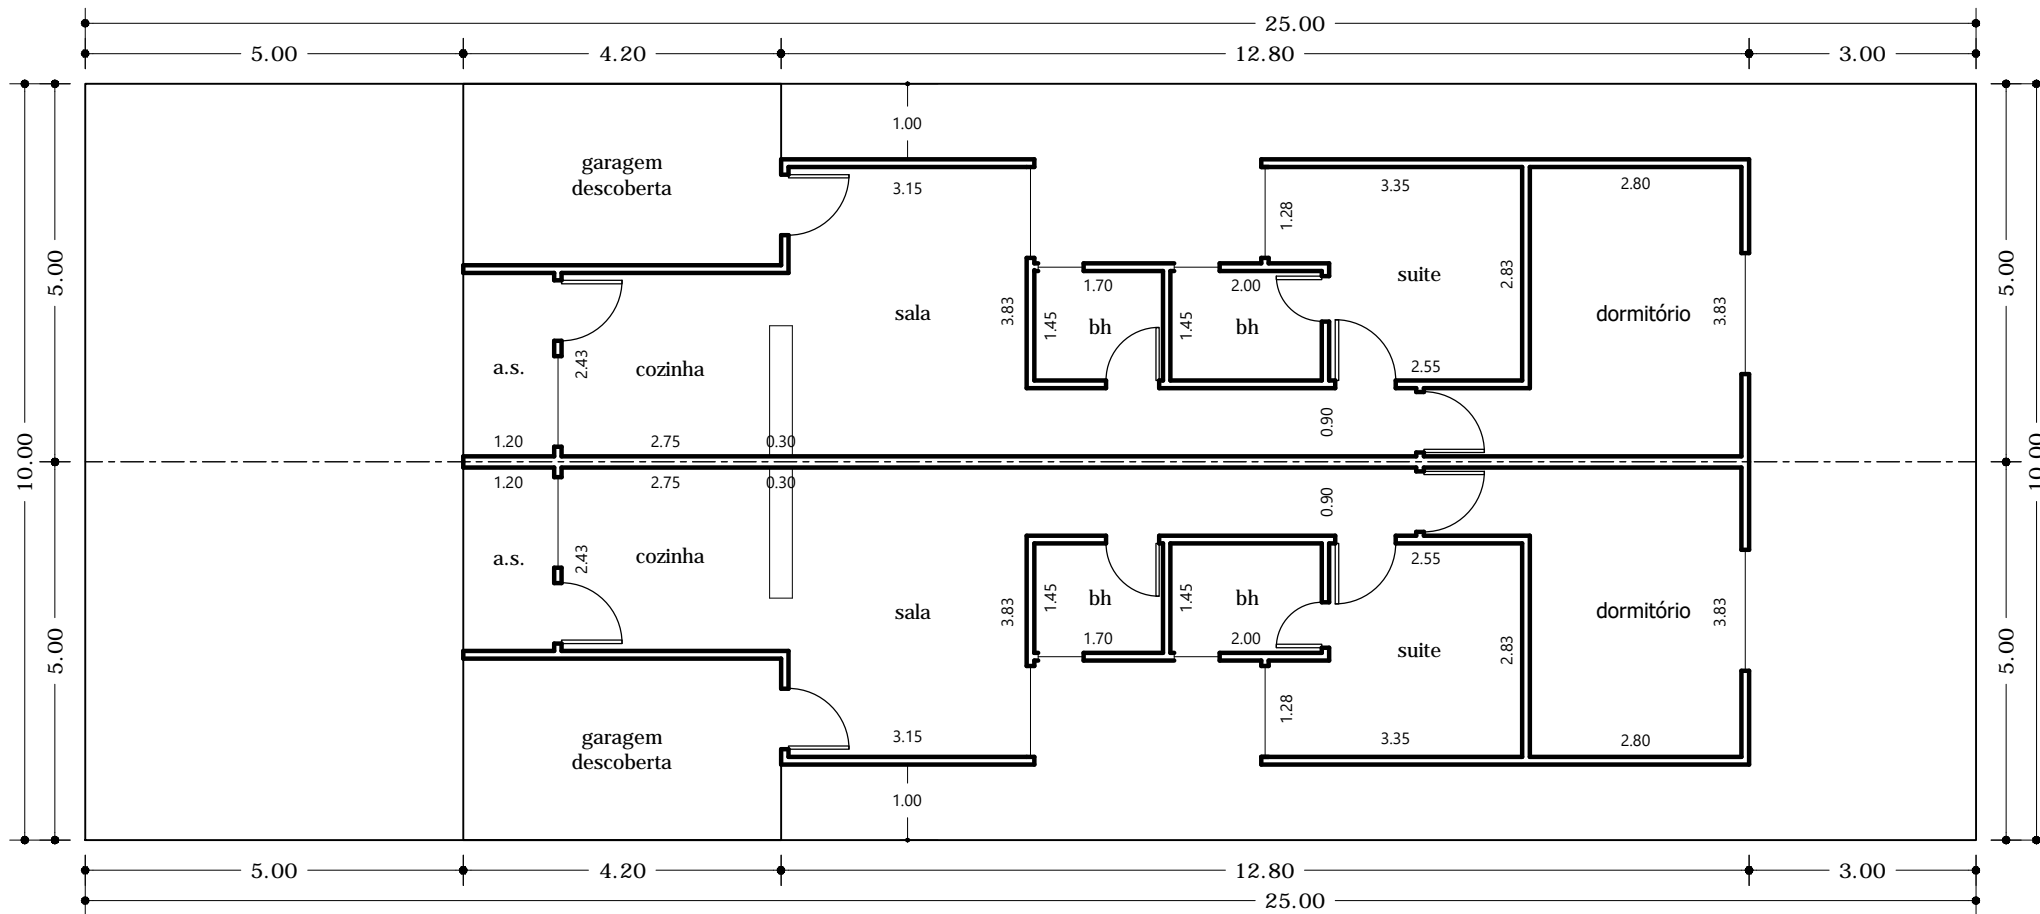 25.00
5.00 4.20 12.80 3.00
1.00
garagem
descoberta
3.15 3.35 2.80
1.28
5.00 5.00
suite 2.83
1.70 2.00
sala 3.83 1.45 bh 1.45 bh dormitório 3.83
a.s. 2.43 cozinha 2.55
0.90
1.20 2.75 0.30
10.00 10.00
1.20 2.75 0.30
0.90
a.s. 2.43 cozinha 2.55
sala 3.83 1.45 bh 1.45 bh dormitório 3.83
1.70 2.00
suite 2.83
5.00 5.00
1.28
garagem
descoberta
3.15 3.35 2.80
1.00
5.00 4.20 12.80 3.00
25.00